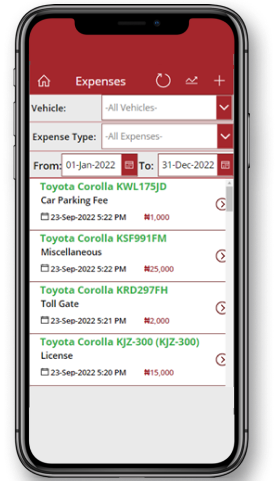 Expenses
Vehicle: -All Vehicles-
Expense Type: -All Expenses-
From: 01-Jan-2022 To: 31-Dec-2022
Toyota Corolla KWL175JD
Car Parking Fee
23-Sep-2022 5:22 PM ₦1,000
Toyota Corolla KSF991FM
Miscellaneous
23-Sep-2022 5:22 PM ₦25,000
Toyota Corolla KRD297FH
Toll Gate
23-Sep-2022 5:21 PM ₦2,000
Toyota Corolla KJZ-300 (KJZ-300)
License
23-Sep-2022 5:20 PM ₦15,000